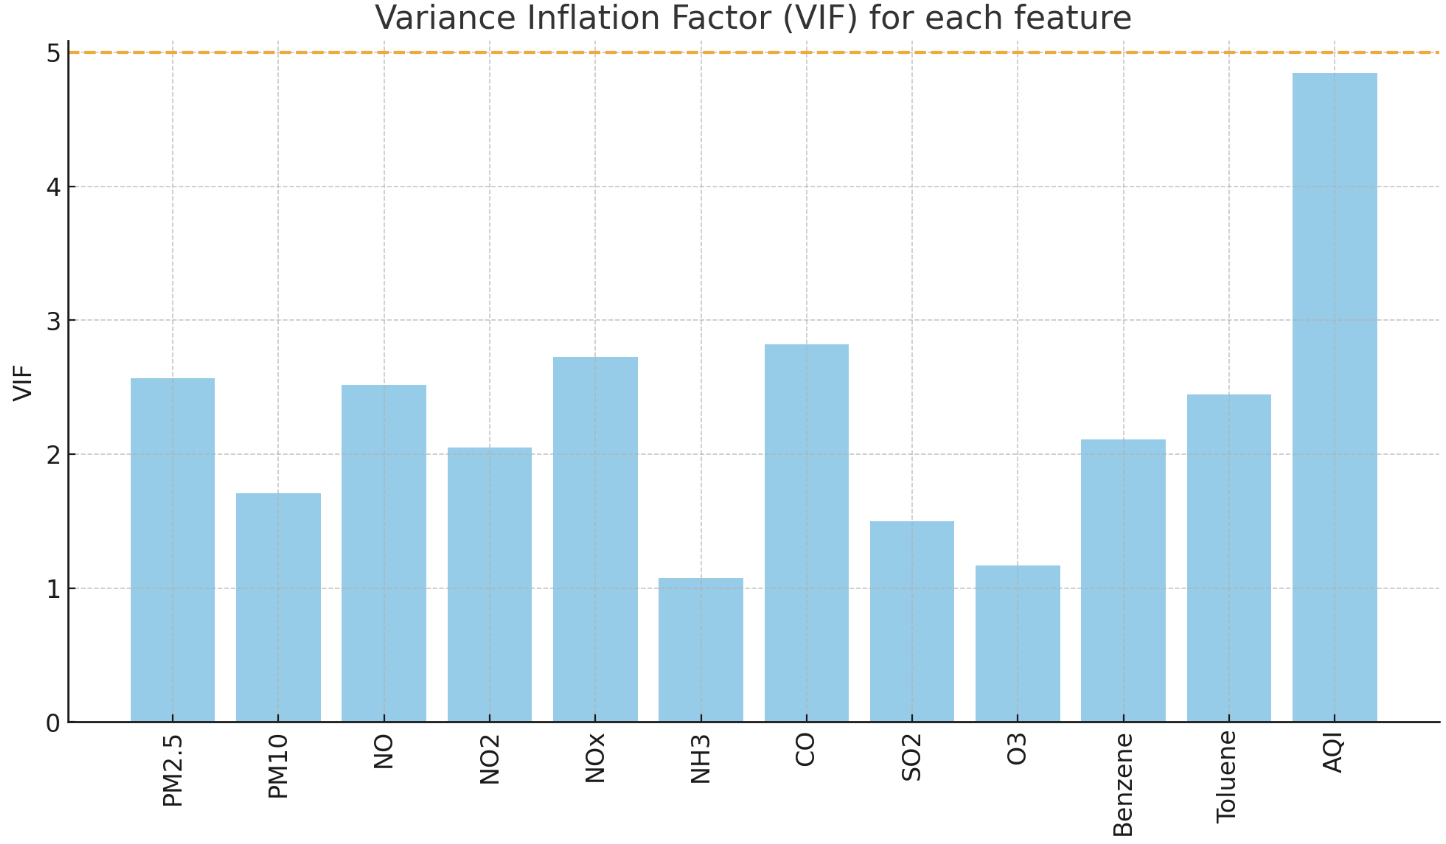 Variance Inflation Factor (VIF) for each feature
5
4
3
2
1
0
VIF
PM2.5
PM10
NO
NO2
NOx
NH3
CO
SO2
O3
Benzene
Toluene
AQI